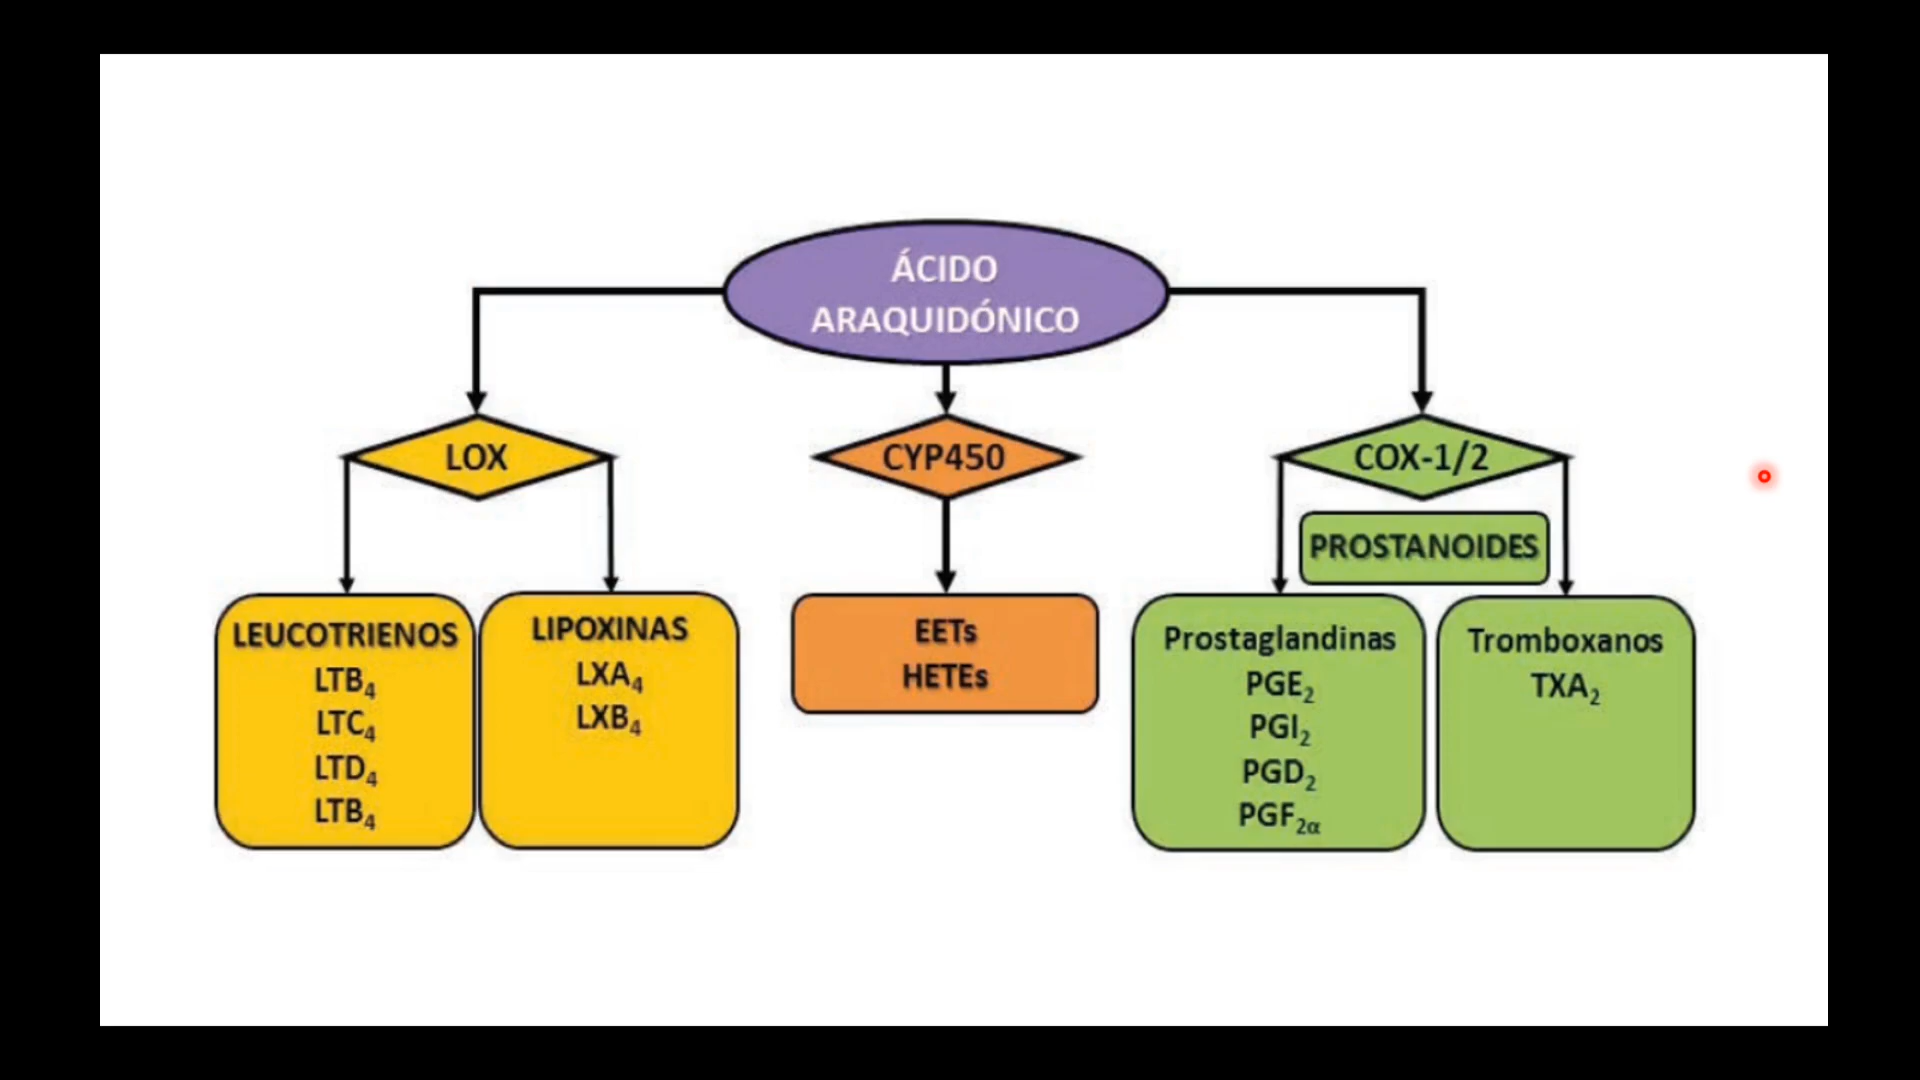 ÁCIDO
ARAQUIDÓNICO
LOX
CYP450
COX-1/2
PROSTANOIDES
LEUCOTRIENOS
LTB₄
LTC₄
LTD₄
LTB₄
LIPOXINAS
LXA₄
LXB₄
EETs
HETEs
Prostaglandinas
PGE₂
PGI₂
PGD₂
PGF₂α
Tromboxanos
TXA₂